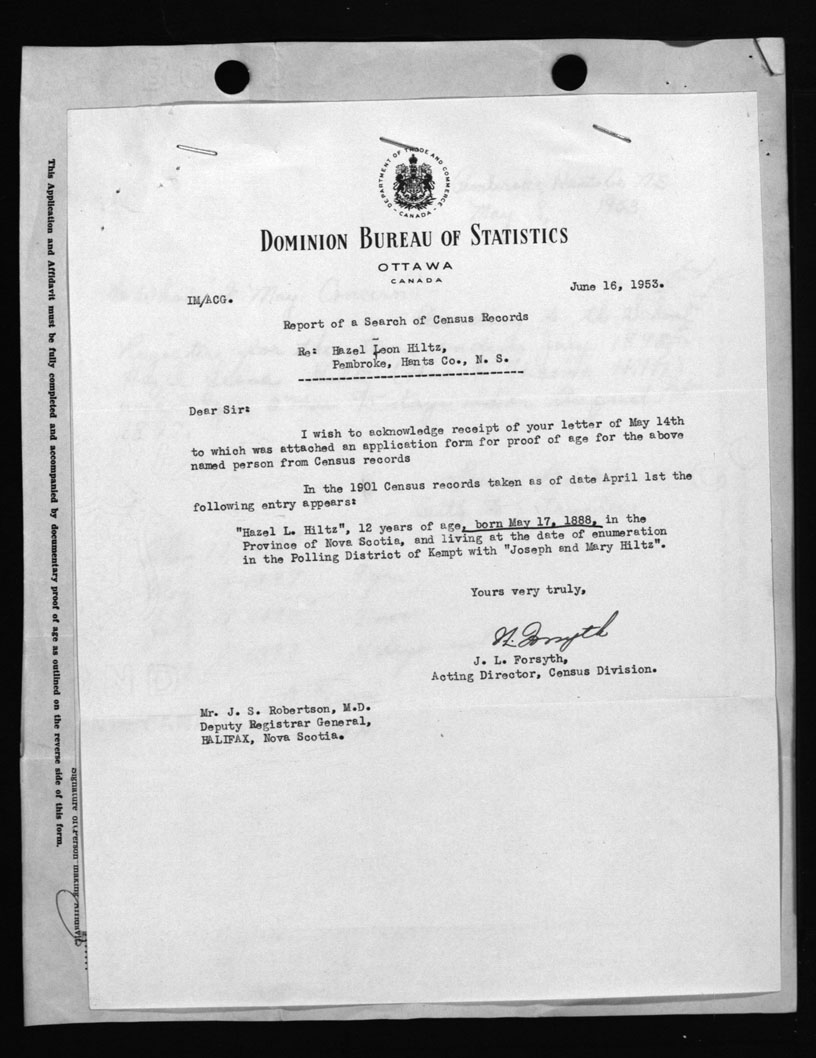 DEPARTMENT OF TRADE AND COMMERCE
- CANADA -
DOMINION BUREAU OF STATISTICS
OTTAWA
CANADA
June 16, 1953.
IM/ACG.
Report of a Search of Census Records
Re: Hazel Leon Hiltz,
Pembroke, Hants Co., N. S.
Dear Sir:
I wish to acknowledge receipt of your letter of May 14th
to which was attached an application form for proof of age for the above
named person from Census records
In the 1901 Census records taken as of date April 1st the
following entry appears:
"Hazel L. Hiltz", 12 years of age, born May 17, 1888, in the
Province of Nova Scotia, and living at the date of enumeration
in the Polling District of Kempt with "Joseph and Mary Hiltz".
Yours very truly,
J. L. Forsyth,
Acting Director, Census Division.
Mr. J. S. Robertson, M.D.
Deputy Registrar General,
HALIFAX, Nova Scotia.
This Application and Affidavit must be fully completed and accompanied by documentary proof of age as outlined on the reverse side of this form.
Signature of Person making Affidavit